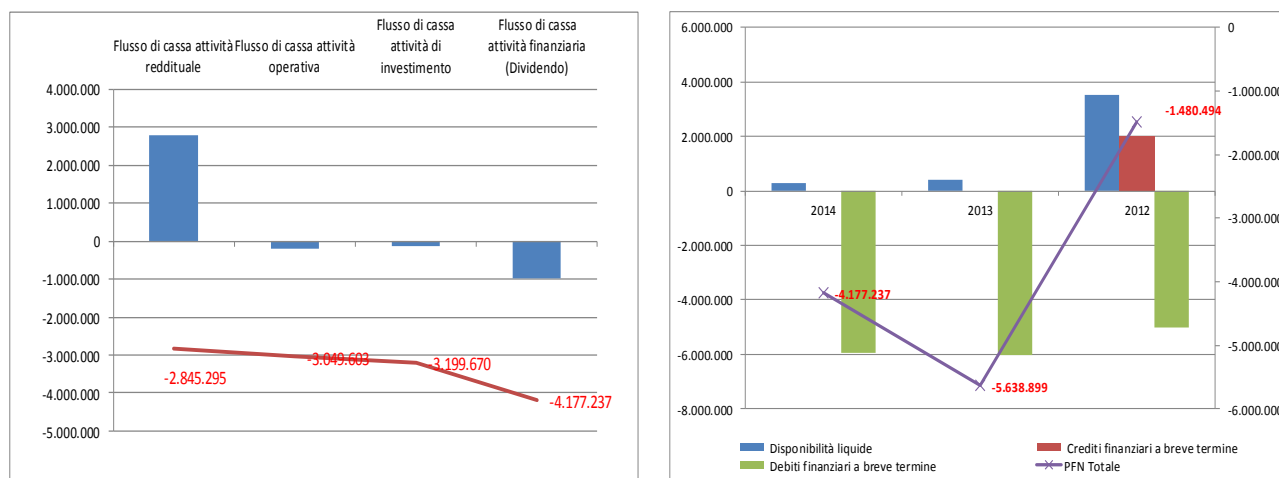 Flusso di cassa attività
reddituale
Flusso di cassa attività
operativa
Flusso di cassa
attività di
investimento
Flusso di cassa
attività finanziaria
(Dividendo)
4.000.000
3.000.000
2.000.000
1.000.000
0
-1.000.000
-2.000.000
-3.000.000
-4.000.000
-5.000.000
-2.845.295
-3.049.603
-3.199.670
-4.177.237
6.000.000
4.000.000
2.000.000
0
-2.000.000
-4.000.000
-6.000.000
-8.000.000
0
-1.000.000
-2.000.000
-3.000.000
-4.000.000
-5.000.000
-6.000.000
2014
2013
2012
-4.177.237
-5.638.899
-1.480.494
Disponibilità liquide
Crediti finanziari a breve termine
Debiti finanziari a breve termine
PFN Totale